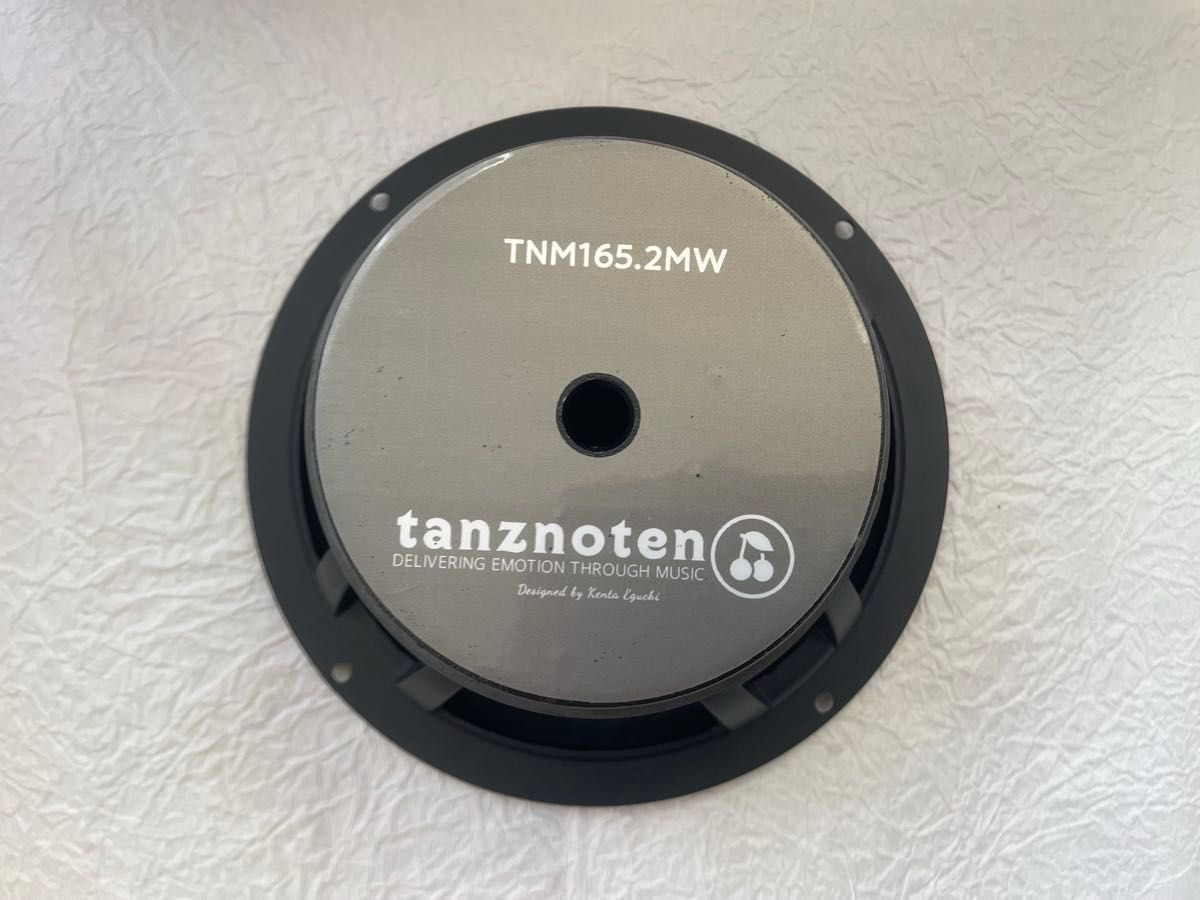 TNM165.2MW
tanznoten
DELIVERING EMOTION THROUGH MUSIC
Designed by Kenta Eguchi